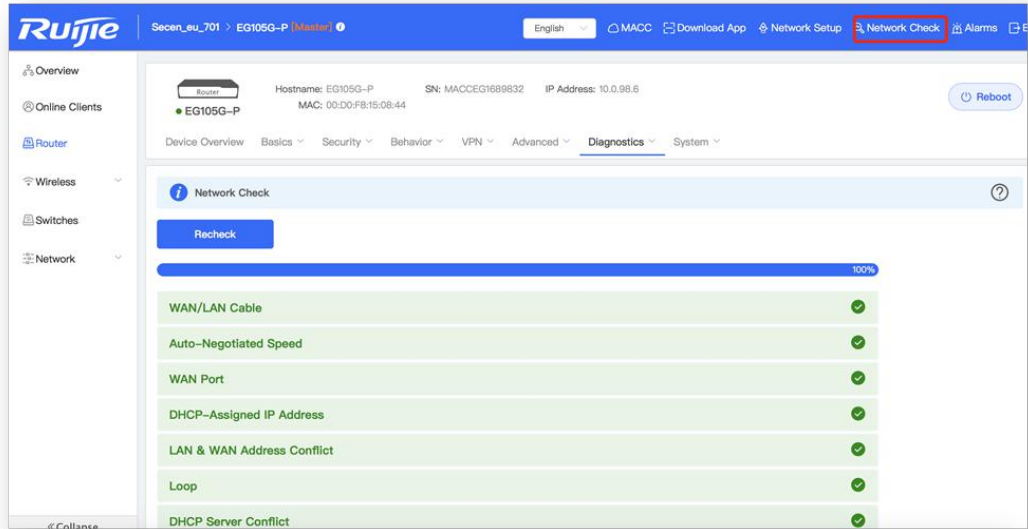 Ruijie
Secen_eu_701 > EG105G-P [Master]
English
MACC
Download App
Network Setup
Network Check
Alarms
Overview
Online Clients
Router
Wireless
Switches
Network
Collapse
Router
EG105G-P
Hostname: EG105G-P SN: MACCEG1689832 IP Address: 10.0.98.6
MAC: 00:D0:F8:15:08:44
Reboot
Device Overview Basics Security Behavior VPN Advanced Diagnostics System
Network Check
Recheck
100%
WAN/LAN Cable
Auto-Negotiated Speed
WAN Port
DHCP-Assigned IP Address
LAN & WAN Address Conflict
Loop
DHCP Server Conflict